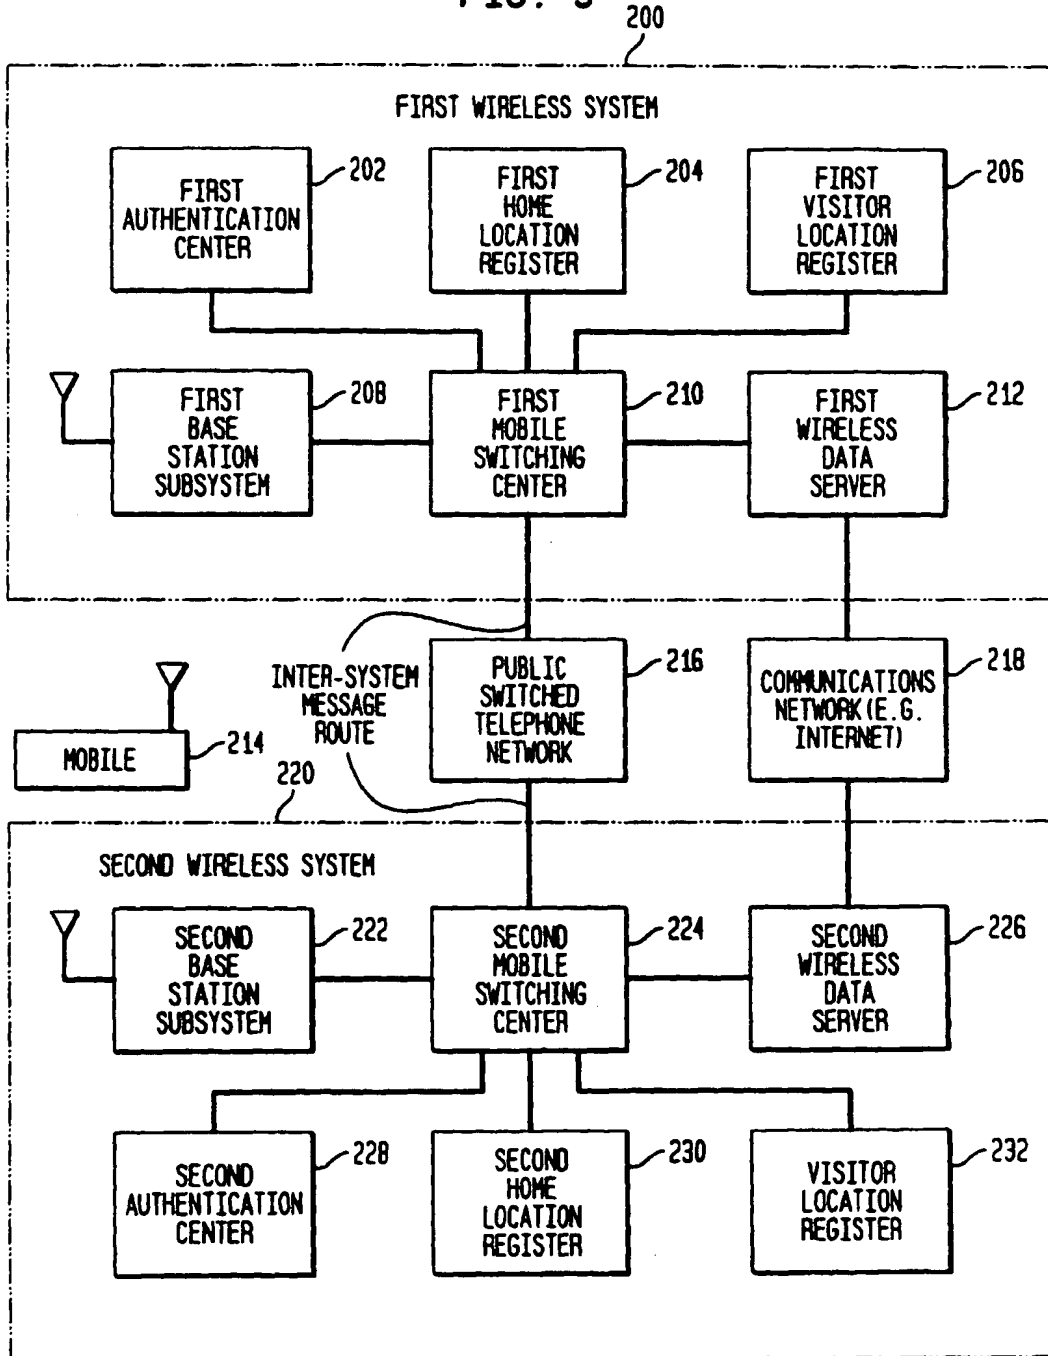 FIG. 3
200
FIRST WIRELESS SYSTEM
FIRST
AUTHENTICATION
CENTER
202
FIRST
HOME
LOCATION
REGISTER
204
FIRST
VISITOR
LOCATION
REGISTER
206
FIRST
BASE
STATION
SUBSYSTEM
208
FIRST
MOBILE
SWITCHING
CENTER
210
FIRST
WIRELESS
DATA
SERVER
212
INTER-SYSTEM
MESSAGE
ROUTE
PUBLIC
SWITCHED
TELEPHONE
NETWORK
216
COMMUNICATIONS
NETWORK(E.G.
INTERNET)
218
MOBILE
214
220
SECOND WIRELESS SYSTEM
SECOND
BASE
STATION
SUBSYSTEM
222
SECOND
MOBILE
SWITCHING
CENTER
224
SECOND
WIRELESS
DATA
SERVER
226
SECOND
AUTHENTICATION
CENTER
228
SECOND
HOME
LOCATION
REGISTER
230
VISITOR
LOCATION
REGISTER
232